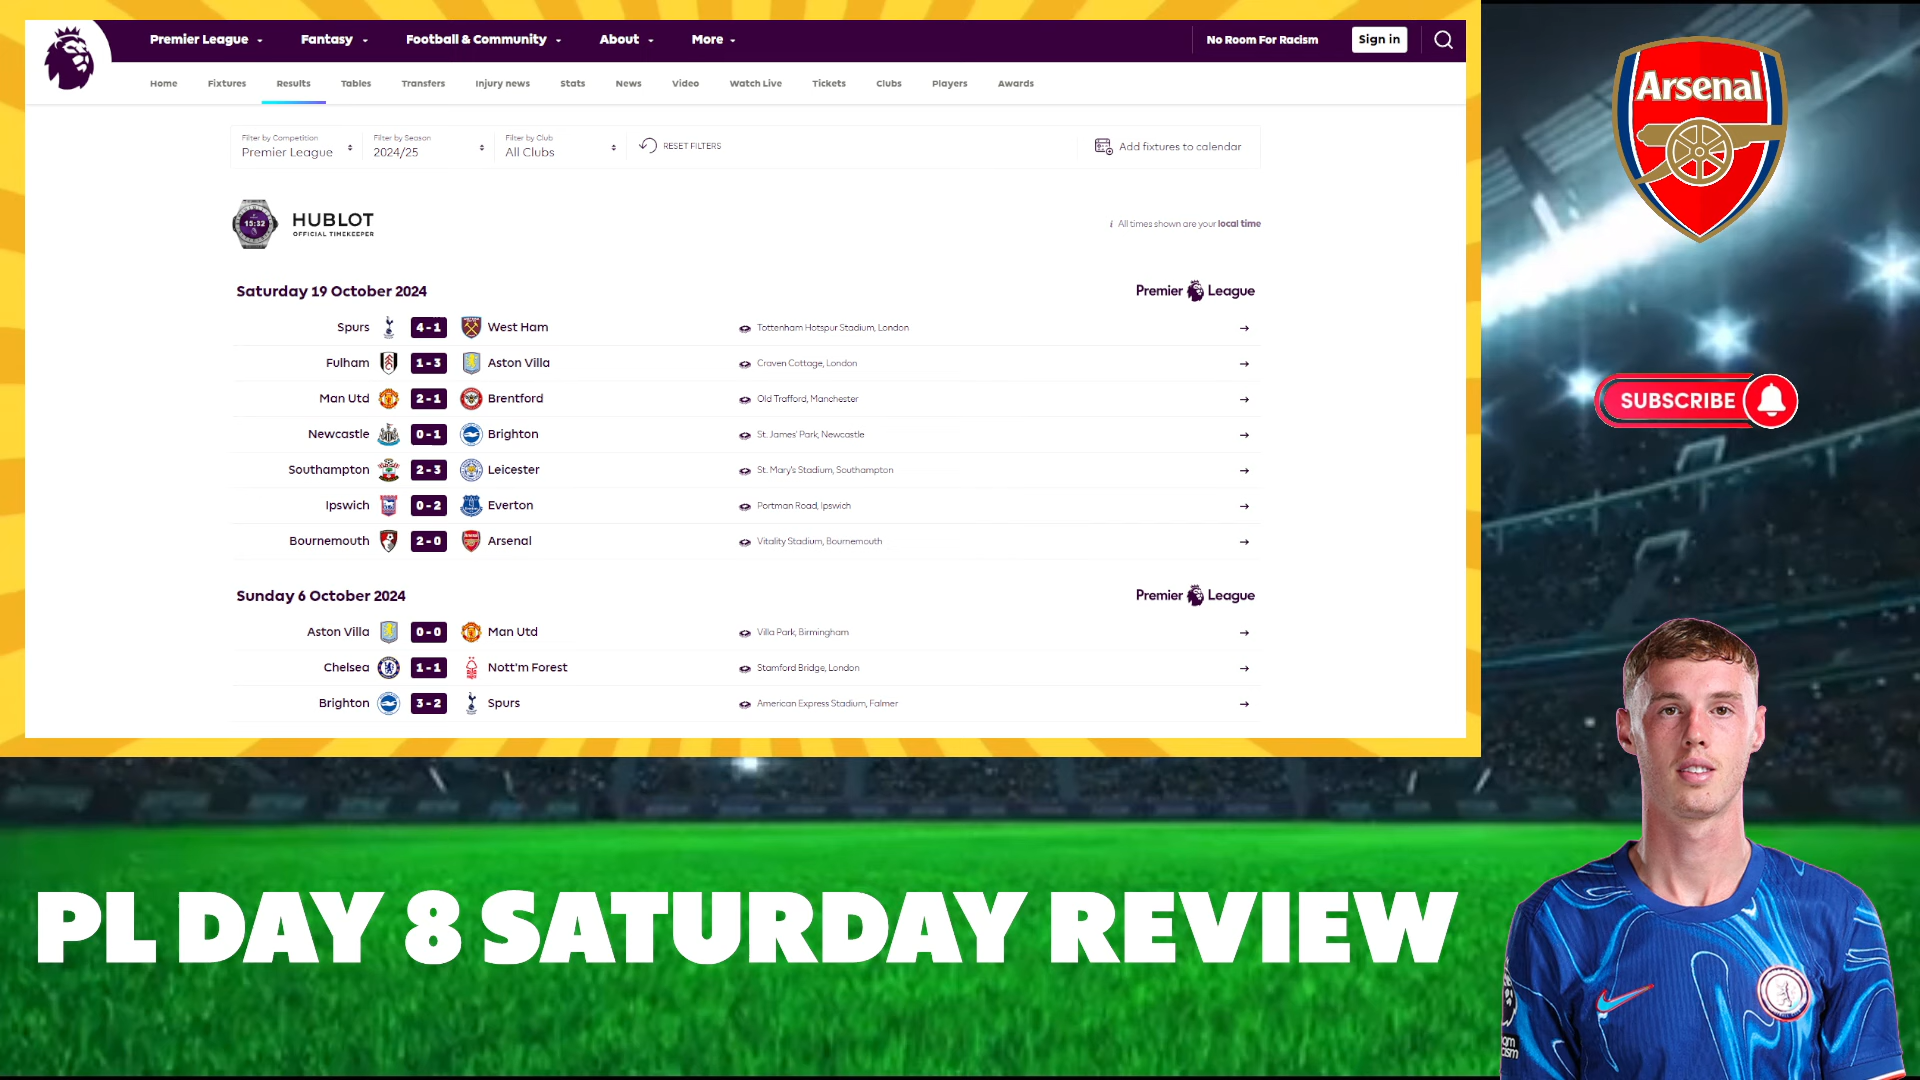 Premier League
Fantasy
Football & Community
About
More
No Room For Racism
Sign in
Home
Fixtures
Results
Tables
Transfers
Injury news
Stats
News
Video
Watch Live
Tickets
Clubs
Players
Awards
Filter by Competition
Premier League
Filter by Season
2024/25
Filter by Club
All Clubs
RESET FILTERS
Add fixtures to calendar
15:32
HUBLOT
OFFICIAL TIMEKEEPER
i All times shown are your local time
Saturday 19 October 2024
Premier League
Spurs 4 - 1 West Ham Tottenham Hotspur Stadium, London
Fulham 1 - 3 Aston Villa Craven Cottage, London
Man Utd 2 - 1 Brentford Old Trafford, Manchester
Newcastle 0 - 1 Brighton St. James' Park, Newcastle
Southampton 2 - 3 Leicester St. Mary's Stadium, Southampton
Ipswich 0 - 2 Everton Portman Road, Ipswich
Bournemouth 2 - 0 Arsenal Vitality Stadium, Bournemouth
Sunday 6 October 2024
Premier League
Aston Villa 0 - 0 Man Utd Villa Park, Birmingham
Chelsea 1 - 1 Nott'm Forest Stamford Bridge, London
Brighton 3 - 2 Spurs American Express Stadium, Falmer
Arsenal
SUBSCRIBE
PL DAY 8 SATURDAY REVIEW